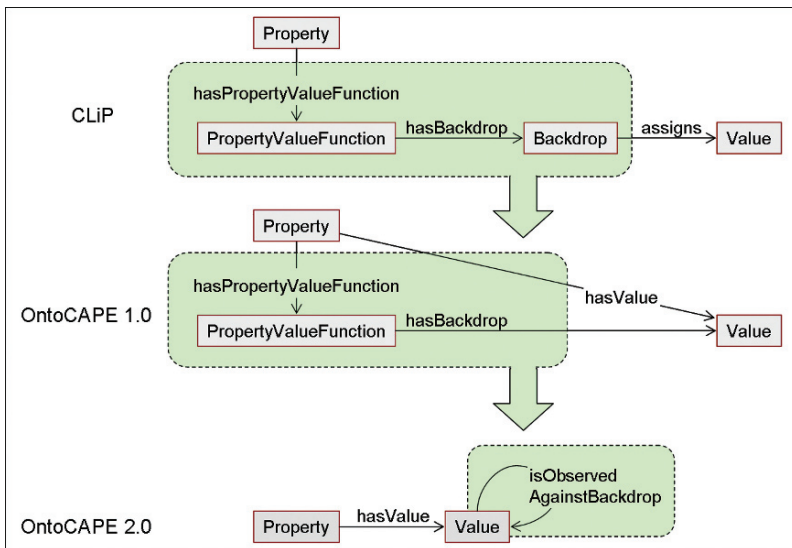 Property
hasPropertyValueFunction
CLiP
PropertyValueFunction
hasBackdrop
Backdrop
assigns
Value
Property
hasPropertyValueFunction
hasValue
OntoCAPE 1.0
PropertyValueFunction
hasBackdrop
Value
isObserved
AgainstBackdrop
OntoCAPE 2.0
Property
hasValue
Value